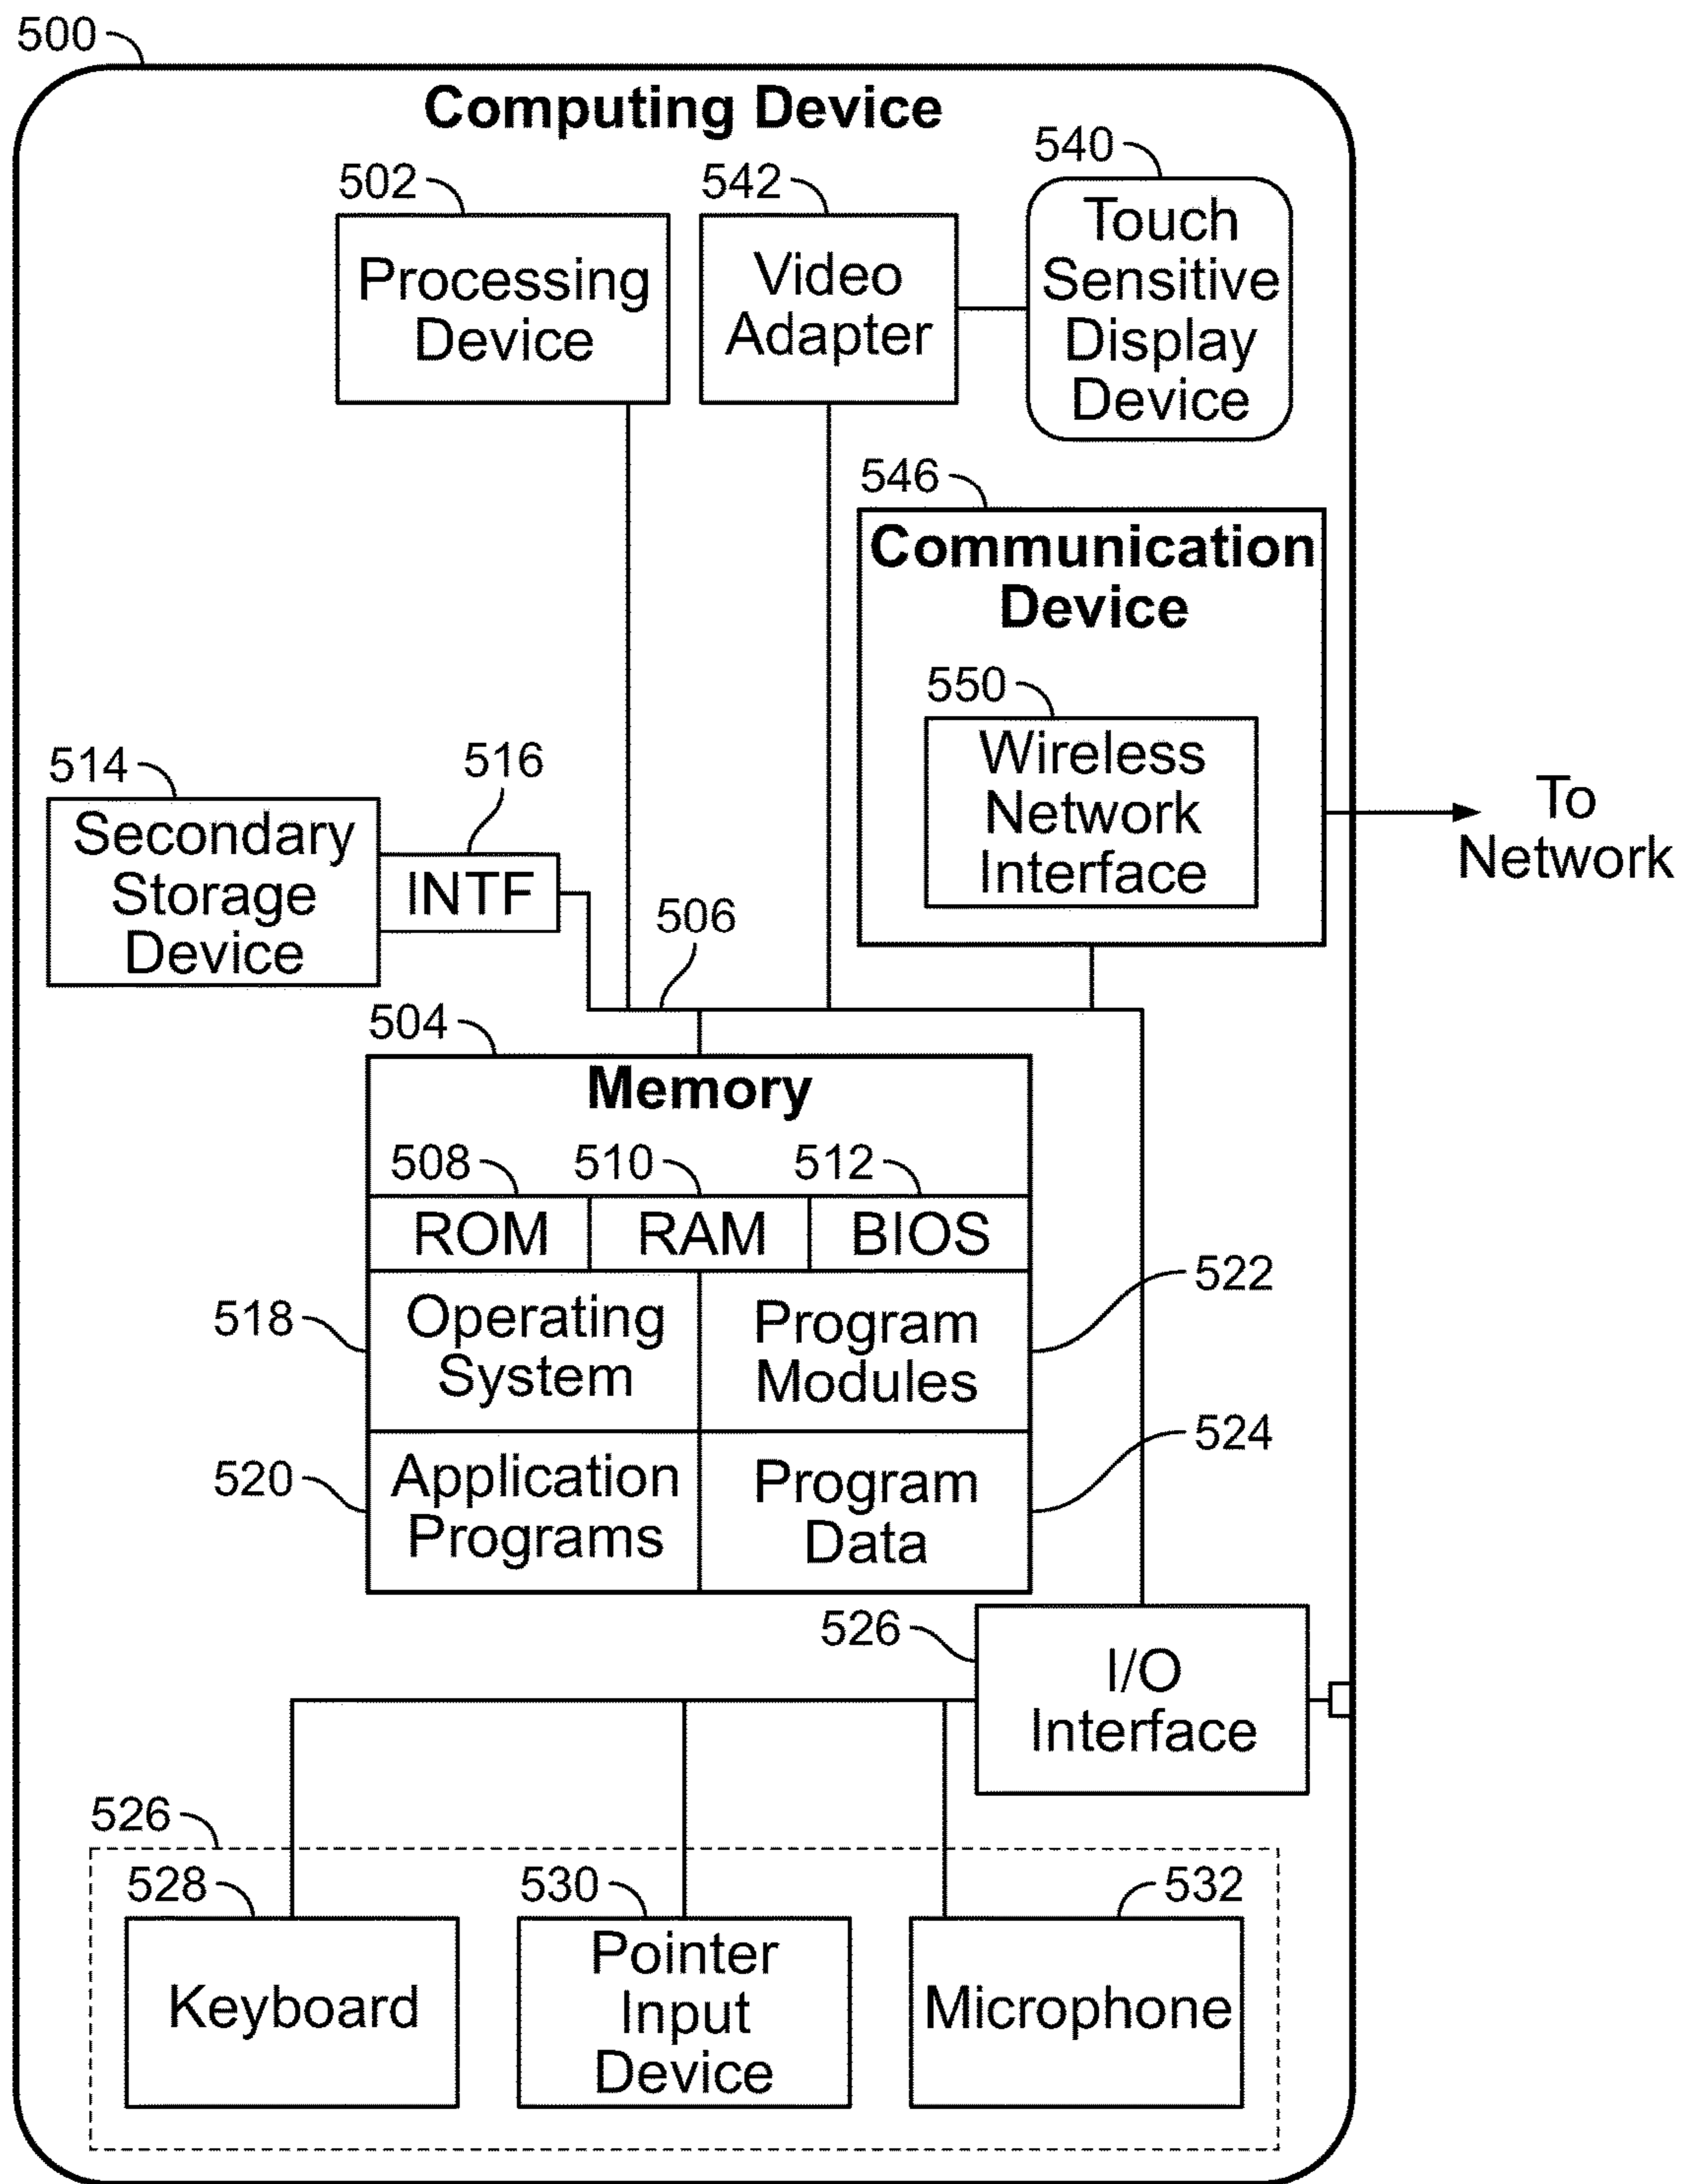 500
Computing Device
502
542
540
Processing
Device
Video
Adapter
Touch
Sensitive
Display
Device
546
Communication
Device
550
Wireless
Network
Interface
To
Network
514
516
Secondary
Storage
Device
INTF
506
504
Memory
508
510
512
ROM
RAM
BIOS
518
Operating
System
Program
Modules
522
520
Application
Programs
Program
Data
524
526
I/O
Interface
526
528
530
532
Keyboard
Pointer
Input
Device
Microphone